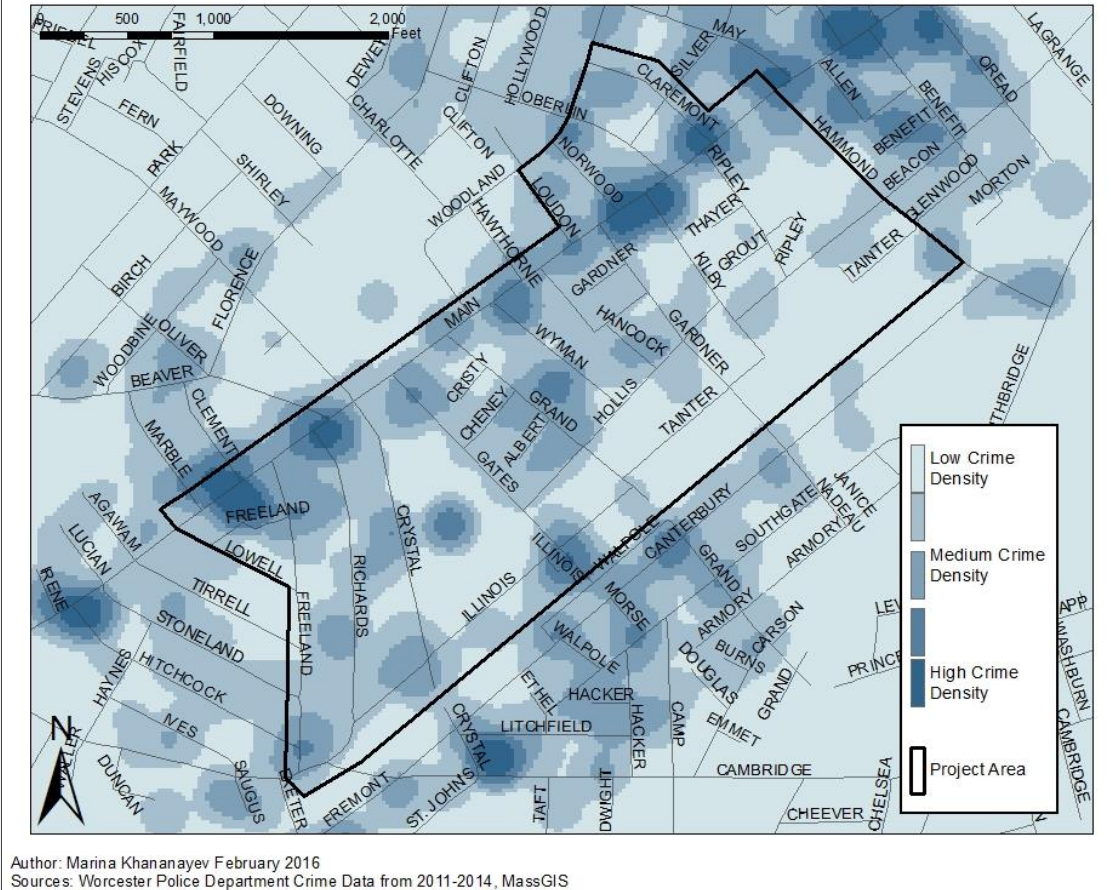 0 500 1,000 2,000
Feet
PRIEBEL
STEVENS
HISCOX
FAIRFIELD
FERN
PARK
DOWNING
SHIRLEY
MAYWOOD
DEWEY
CHARLOTTE
CLIFTON
HOLLYWOOD
CLIFTON
OBERLIN
WOODLAND
HAWTHORNE
LOUDON
NORWOOD
CLAREMONT
SILVER
MAY
RIPLEY
ALLEN
HAMMOND
BENEFIT
BENEFIT
BEACON
OREAD
LAGRANGE
GLENWOOD
MORTON
THAYER
GROUT
RIPLEY
KILBY
TAINTER
GARDNER
BIRCH
FLORENCE
WOODBINE
OLIVER
BEAVER
CLEMENT
MARBLE
MAIN
WYMAN
HANCOCK
GARDNER
CRISTY
CHENEY
GRAND
ALBERT
HOLLIS
TAINTER
GATES
AGAWAM
LUCIAN
IRENE
FREELAND
LOWELL
TIRRELL
STONELAND
HITCHCOCK
HAYNES
IVES
FREELAND
RICHARDS
CRYSTAL
ILLINOIS
ILLINOIS
WALPOLE
CANTERBURY
SOUTHGATE
JANICE
NADEAU
ARMORY
GRAND
MORSE
ARMORY
CARSON
WALPOLE
BURNS
DOUGLAS
GRAND
ETHEL
HACKER
LITCHFIELD
HACKER
CAMP
EMMET
CRYSTAL
CAMBRIDGE
ST. JOHNS
FREMONT
EXETER
SAUGUS
DUNCAN
TAFT
DWIGHT
CHEEVER
CHELSEA
PRINCE
LEV
APP
WASHBURN
CAMBRIDGE
THBRIDGE
N
Low Crime
Density
Medium Crime
Density
High Crime
Density
Project Area
Author: Marina Khananayev February 2016
Sources: Worcester Police Department Crime Data from 2011-2014, MassGIS